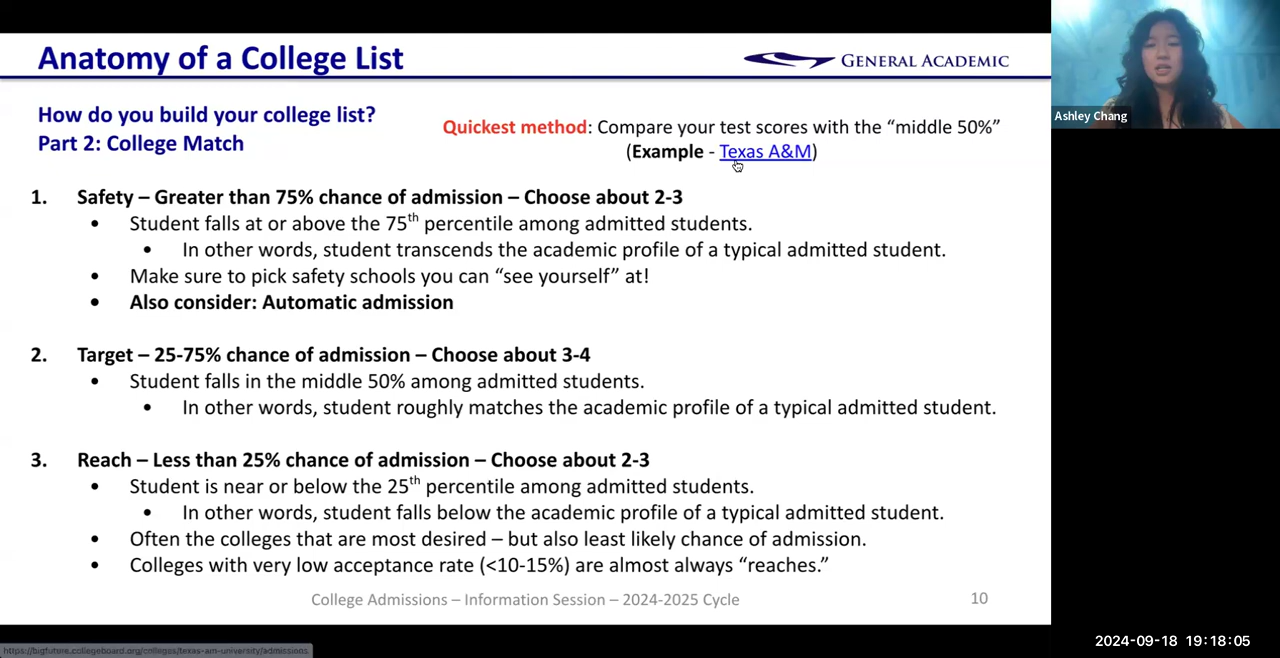 Anatomy of a College List
GENERAL ACADEMIC
How do you build your college list?
Part 2: College Match
Quickest method: Compare your test scores with the “middle 50%”
(Example - Texas A&M)
1. Safety – Greater than 75% chance of admission – Choose about 2-3
• Student falls at or above the 75th percentile among admitted students.
• In other words, student transcends the academic profile of a typical admitted student.
• Make sure to pick safety schools you can “see yourself” at!
• Also consider: Automatic admission
2. Target – 25-75% chance of admission – Choose about 3-4
• Student falls in the middle 50% among admitted students.
• In other words, student roughly matches the academic profile of a typical admitted student.
3. Reach – Less than 25% chance of admission – Choose about 2-3
• Student is near or below the 25th percentile among admitted students.
• In other words, student falls below the academic profile of a typical admitted student.
• Often the colleges that are most desired – but also least likely chance of admission.
• Colleges with very low acceptance rate (<10-15%) are almost always “reaches.”
College Admissions – Information Session – 2024-2025 Cycle
10
https://bigfuture.collegeboard.org/colleges/texas-am-university/admissions
Ashley Chang
2024-09-18 19:18:05